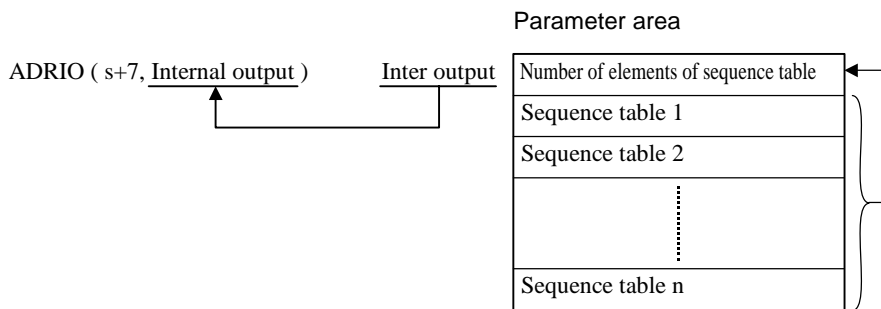 Parameter area
ADRIO ( s+7, Internal output )
Inter output
Number of elements of sequence table
Sequence table 1
Sequence table 2
Sequence table n